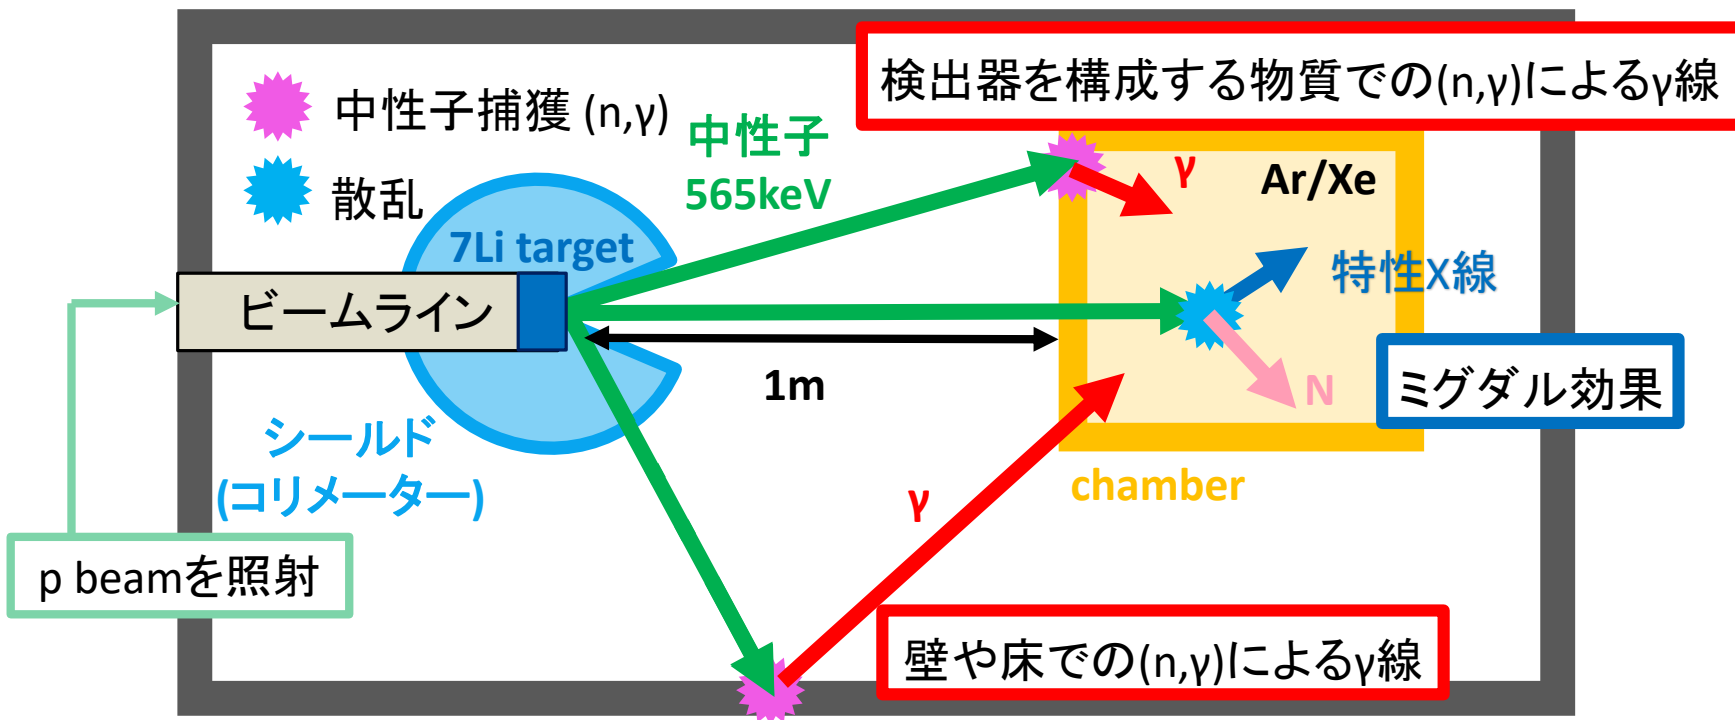 検出器を構成する物質での(n,γ)によるγ線
中性子捕獲 (n,γ)
中性子
565keV
散乱
γ
Ar/Xe
7Li target
特性X線
ビームライン
1m
N
ミグダル効果
シールド
(コリメーター)
chamber
γ
p beamを照射
壁や床での(n,γ)によるγ線